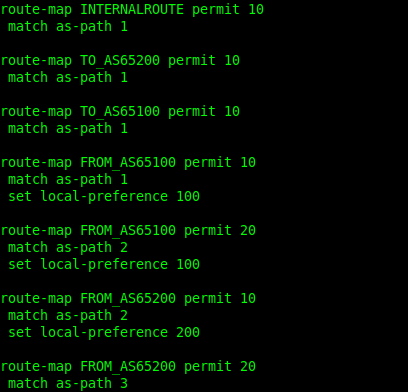 route-map INTERNALROUTE permit 10
match as-path 1
route-map TO_AS65200 permit 10
match as-path 1
route-map TO_AS65100 permit 10
match as-path 1
route-map FROM_AS65100 permit 10
match as-path 1
set local-preference 100
route-map FROM_AS65100 permit 20
match as-path 2
set local-preference 100
route-map FROM_AS65200 permit 10
match as-path 2
set local-preference 200
route-map FROM_AS65200 permit 20
match as-path 3